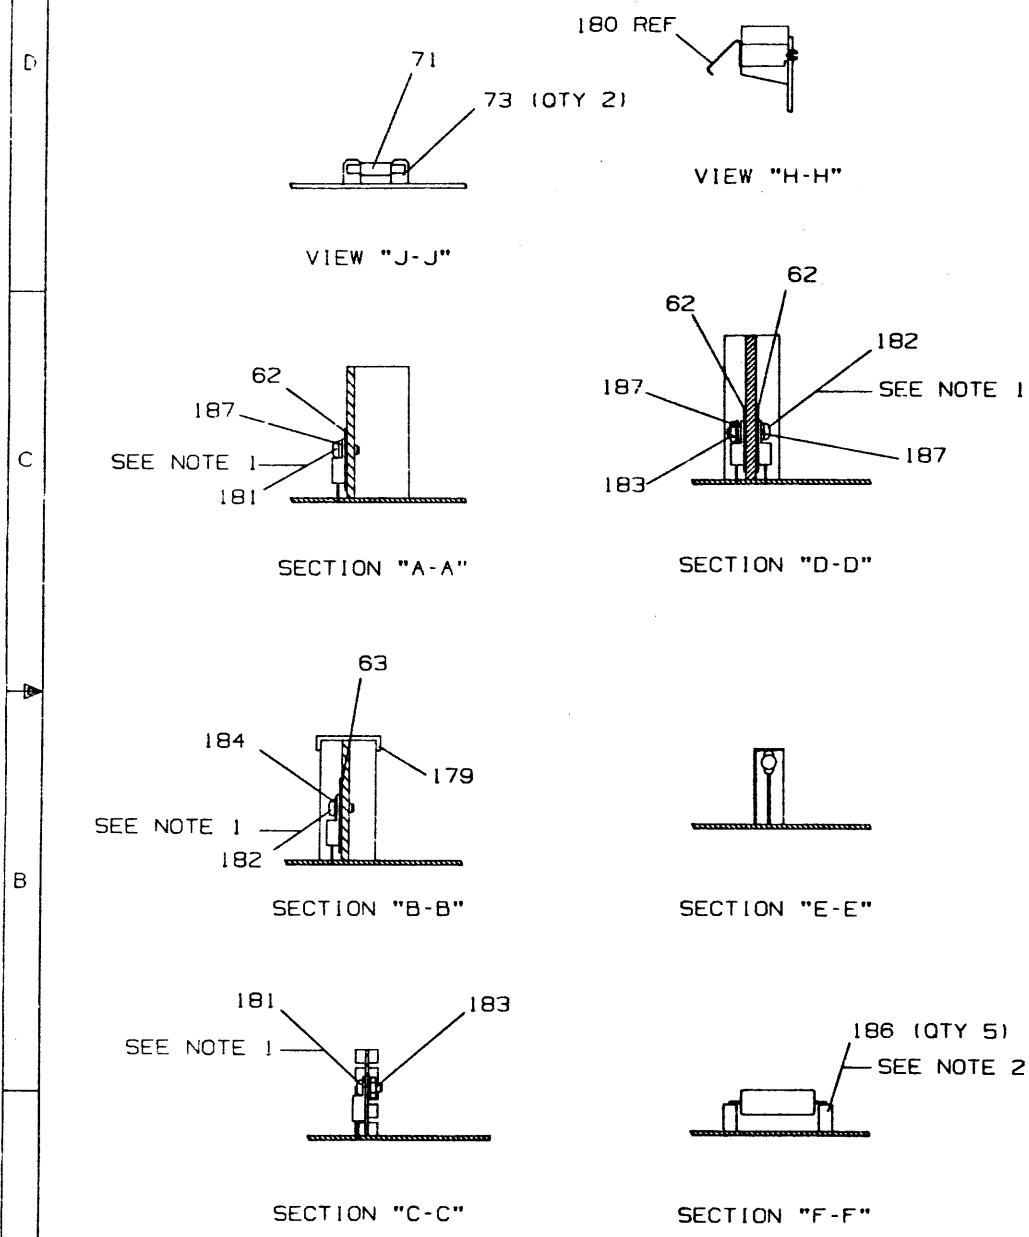 180 REF
D
71
73 (QTY 2)
VIEW "H-H"
VIEW "J-J"
62
62
182
62
187
SEE NOTE 1
187
C
SEE NOTE 1
187
181
183
SECTION "A-A"
SECTION "D-D"
63
184
179
SEE NOTE 1
182
B
SECTION "B-B"
SECTION "E-E"
181
183
186 (QTY 5)
SEE NOTE 1
SEE NOTE 2
SECTION "C-C"
SECTION "F-F"